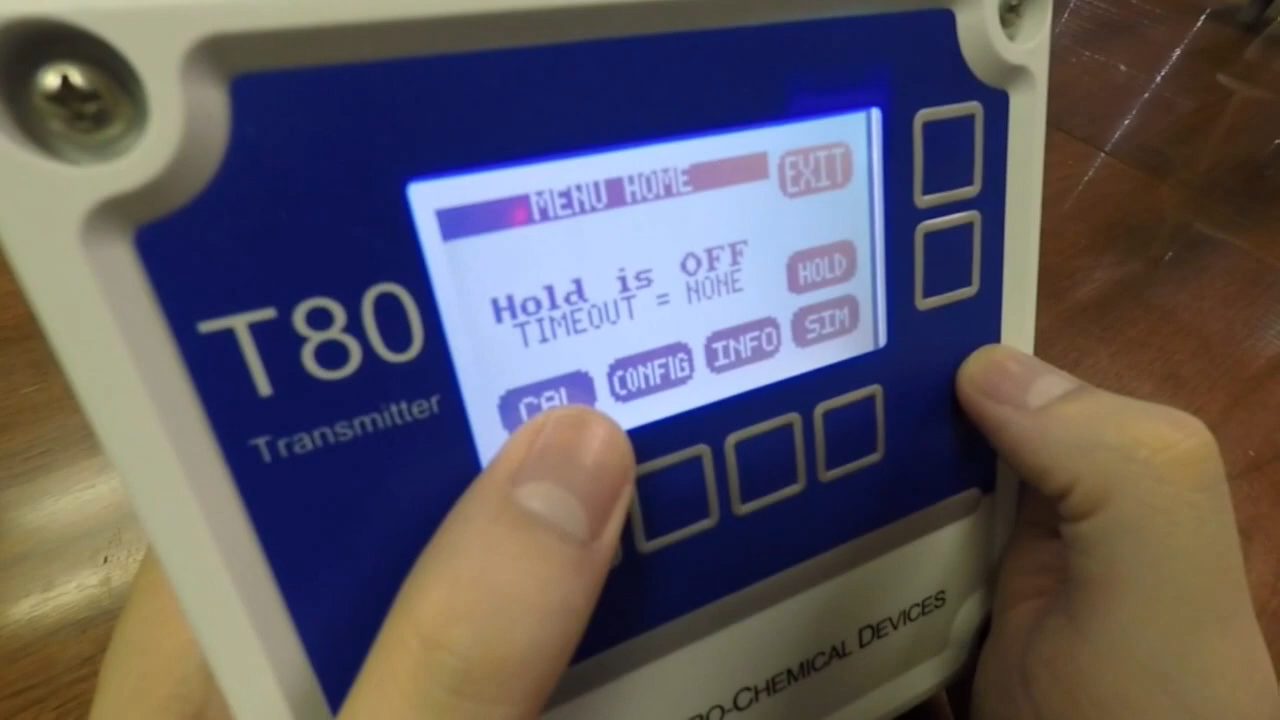 MENU HOME
EXIT
Hold is OFF
TIMEOUT = NONE
HOLD
CAL
CONFIG
INFO
SIM
T80
Transmitter
RO-CHEMICAL DEVICES